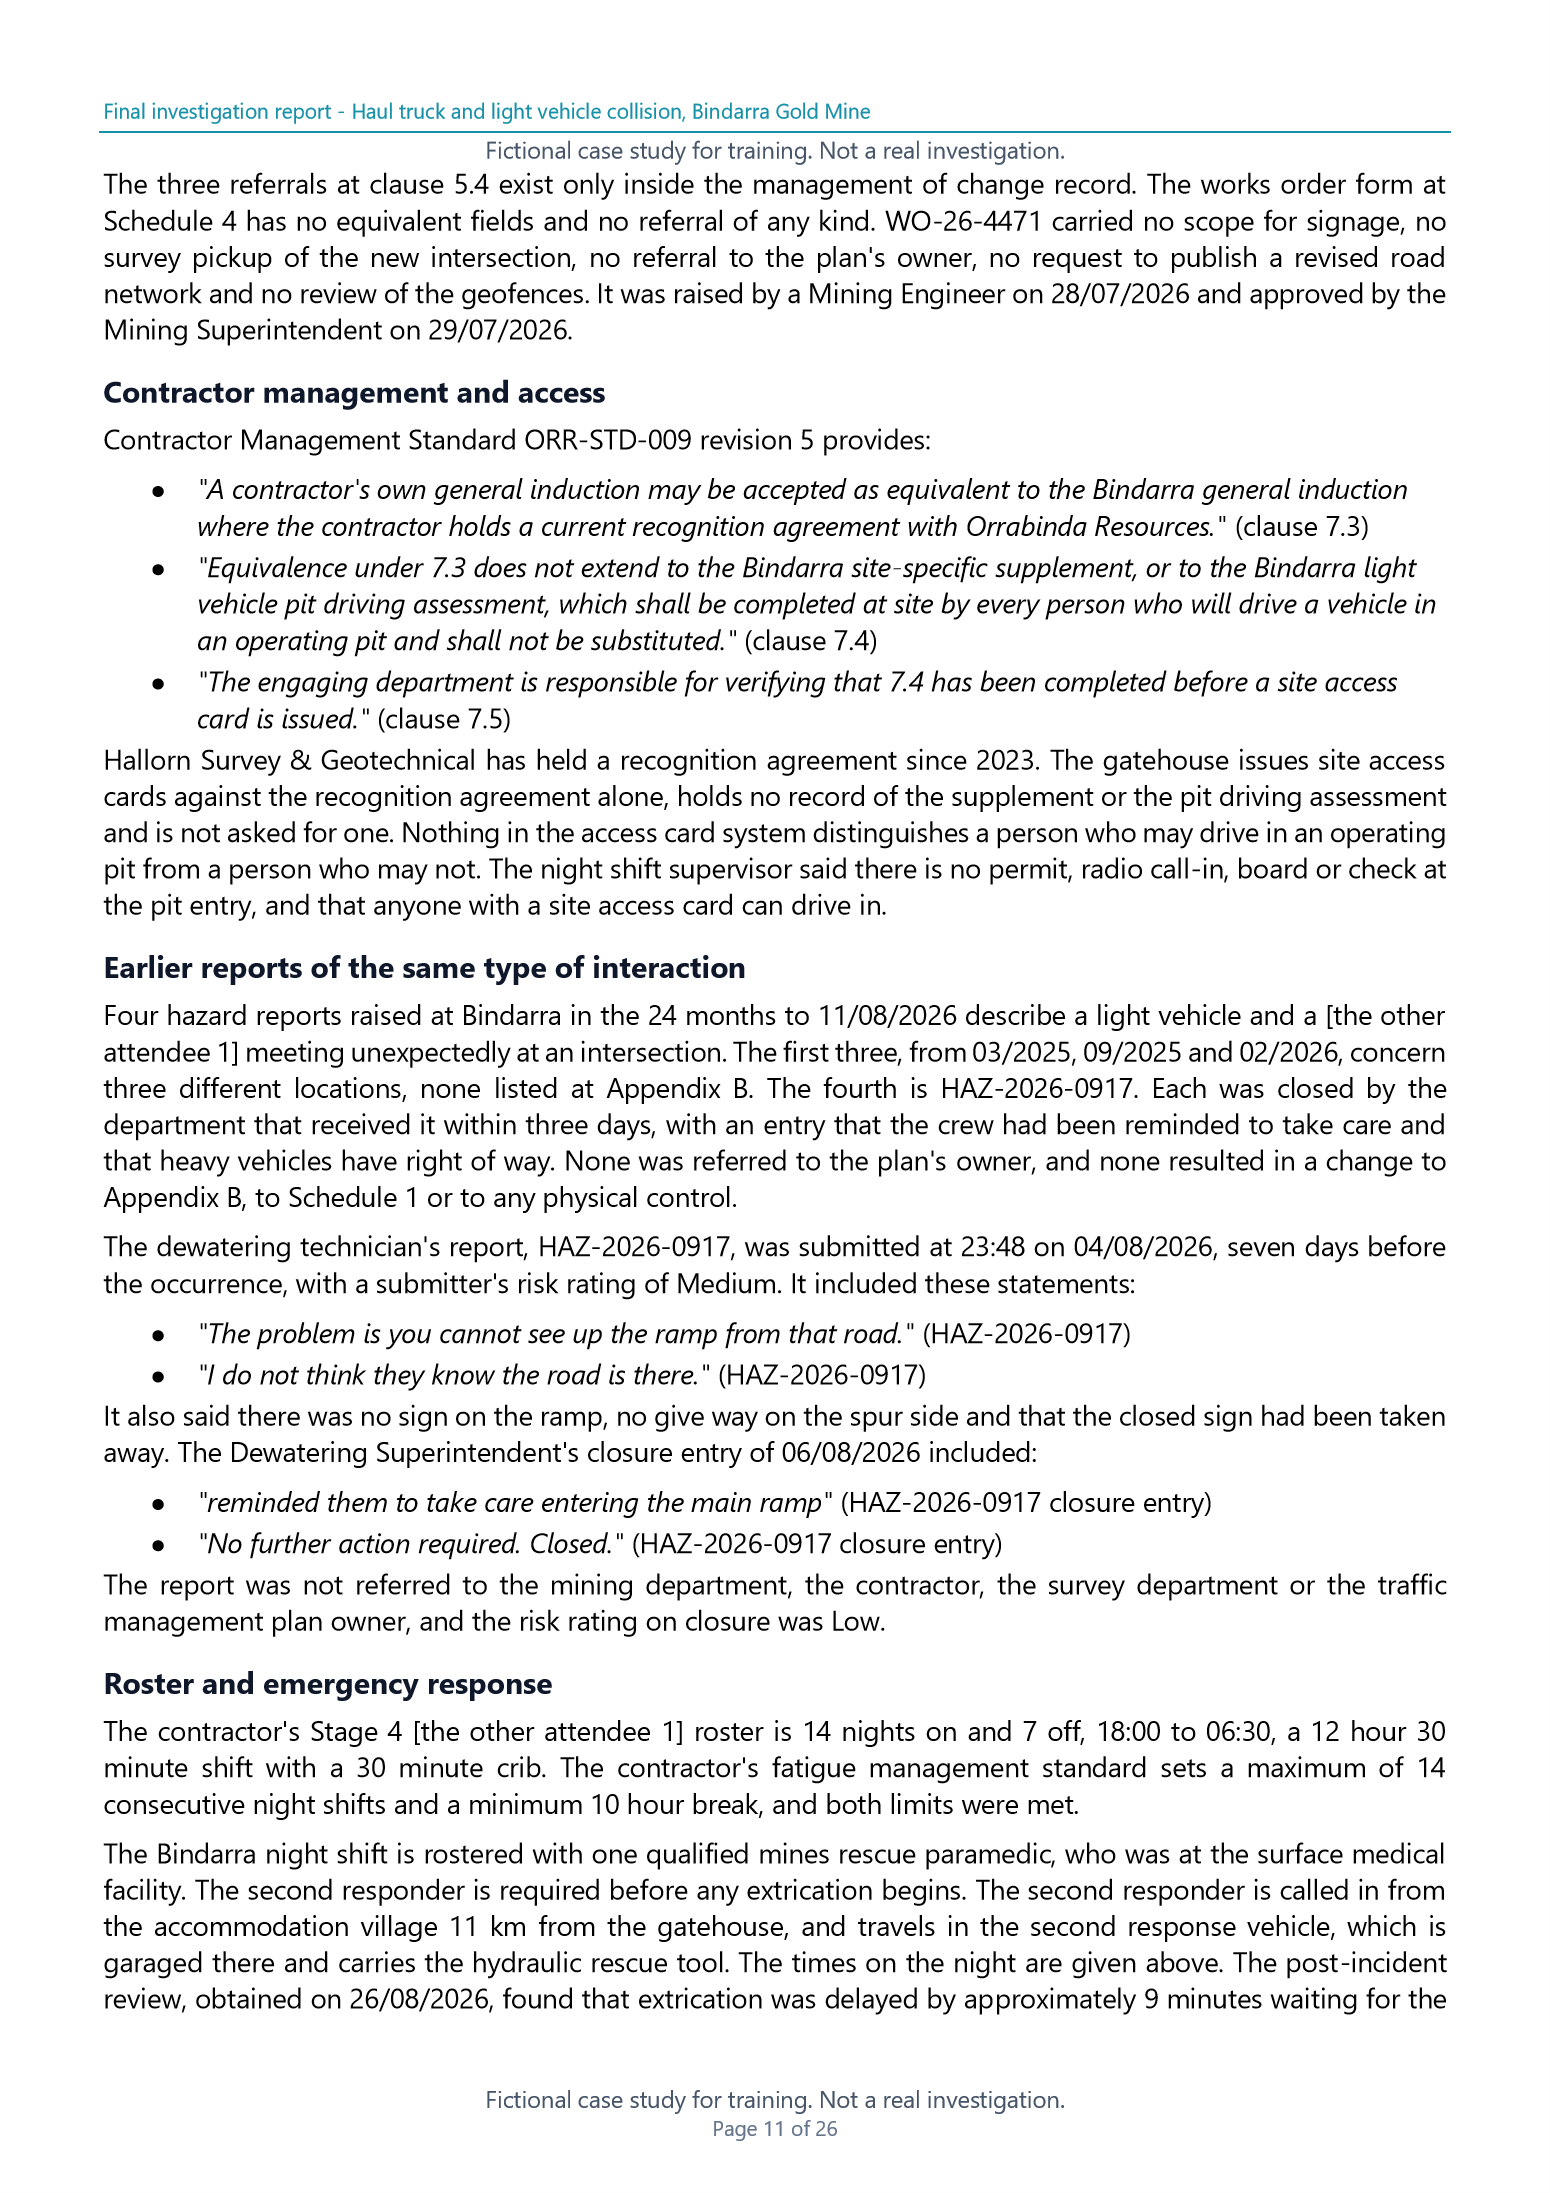 Final investigation report - Haul truck and light vehicle collision, Bindarra Gold Mine
Fictional case study for training. Not a real investigation.
The three referrals at clause 5.4 exist only inside the management of change record. The works order form at
Schedule 4 has no equivalent fields and no referral of any kind. WO-26-4471 carried no scope for signage, no
survey pickup of the new intersection, no referral to the plan's owner, no request to publish a revised road
network and no review of the geofences. It was raised by a Mining Engineer on 28/07/2026 and approved by the
Mining Superintendent on 29/07/2026.
Contractor management and access
Contractor Management Standard ORR-STD-009 revision 5 provides:
● "A contractor's own general induction may be accepted as equivalent to the Bindarra general induction
where the contractor holds a current recognition agreement with Orrabinda Resources." (clause 7.3)
● "Equivalence under 7.3 does not extend to the Bindarra site-specific supplement, or to the Bindarra light
vehicle pit driving assessment, which shall be completed at site by every person who will drive a vehicle in
an operating pit and shall not be substituted." (clause 7.4)
● "The engaging department is responsible for verifying that 7.4 has been completed before a site access
card is issued." (clause 7.5)
Hallorn Survey & Geotechnical has held a recognition agreement since 2023. The gatehouse issues site access
cards against the recognition agreement alone, holds no record of the supplement or the pit driving assessment
and is not asked for one. Nothing in the access card system distinguishes a person who may drive in an operating
pit from a person who may not. The night shift supervisor said there is no permit, radio call-in, board or check at
the pit entry, and that anyone with a site access card can drive in.
Earlier reports of the same type of interaction
Four hazard reports raised at Bindarra in the 24 months to 11/08/2026 describe a light vehicle and a [the other
attendee 1] meeting unexpectedly at an intersection. The first three, from 03/2025, 09/2025 and 02/2026, concern
three different locations, none listed at Appendix B. The fourth is HAZ-2026-0917. Each was closed by the
department that received it within three days, with an entry that the crew had been reminded to take care and
that heavy vehicles have right of way. None was referred to the plan's owner, and none resulted in a change to
Appendix B, to Schedule 1 or to any physical control.
The dewatering technician's report, HAZ-2026-0917, was submitted at 23:48 on 04/08/2026, seven days before
the occurrence, with a submitter's risk rating of Medium. It included these statements:
● "The problem is you cannot see up the ramp from that road." (HAZ-2026-0917)
● "I do not think they know the road is there." (HAZ-2026-0917)
It also said there was no sign on the ramp, no give way on the spur side and that the closed sign had been taken
away. The Dewatering Superintendent's closure entry of 06/08/2026 included:
● "reminded them to take care entering the main ramp" (HAZ-2026-0917 closure entry)
● "No further action required. Closed." (HAZ-2026-0917 closure entry)
The report was not referred to the mining department, the contractor, the survey department or the traffic
management plan owner, and the risk rating on closure was Low.
Roster and emergency response
The contractor's Stage 4 [the other attendee 1] roster is 14 nights on and 7 off, 18:00 to 06:30, a 12 hour 30
minute shift with a 30 minute crib. The contractor's fatigue management standard sets a maximum of 14
consecutive night shifts and a minimum 10 hour break, and both limits were met.
The Bindarra night shift is rostered with one qualified mines rescue paramedic, who was at the surface medical
facility. The second responder is required before any extrication begins. The second responder is called in from
the accommodation village 11 km from the gatehouse, and travels in the second response vehicle, which is
garaged there and carries the hydraulic rescue tool. The times on the night are given above. The post-incident
review, obtained on 26/08/2026, found that extrication was delayed by approximately 9 minutes waiting for the
Fictional case study for training. Not a real investigation.
Page 11 of 26